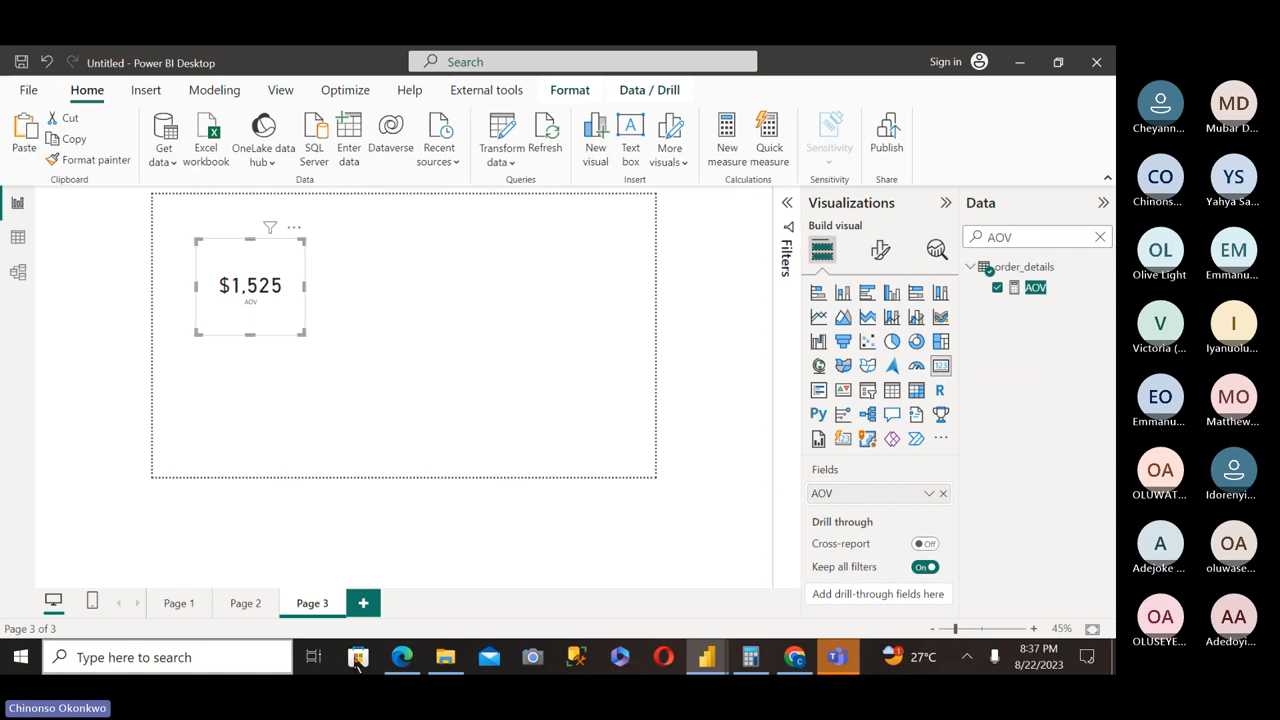 Untitled - Power BI Desktop
Search
Sign in
File
Home
Insert
Modeling
View
Optimize
Help
External tools
Format
Data / Drill
Paste
Cut
Copy
Format painter
Clipboard
Get data
Excel workbook
OneLake data hub
SQL Server
Enter data
Dataverse
Recent sources
Data
Transform data
Refresh
Queries
New visual
Text box
More visuals
Insert
New measure
Quick measure
Calculations
Sensitivity
Sensitivity
Publish
Share
$1,525
AOV
Filters
Visualizations
Build visual
123
R
Py
Fields
AOV
Drill through
Cross-report
Off
Keep all filters
On
Add drill-through fields here
Data
AOV
order_details
AOV
Page 1
Page 2
Page 3
Page 3 of 3
- + 45%
Type here to search
1
27°C
8:37 PM
8/22/2023
Cheyann...
MD
Mubar D...
CO
Chinons...
YS
Yahya Sa...
OL
Olive Light
EM
Emmanu...
V
Victoria (...
I
Iyanuolu...
EO
Emmanu...
MO
Matthew...
OA
OLUWAT...
Idorenyi...
A
Adejoke ...
OA
oluwase...
OA
OLUSEYE...
AA
Adedoyi...
Chinonso Okonkwo